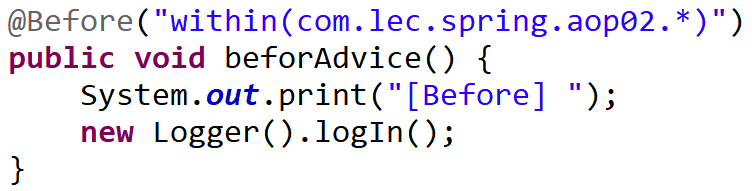 @Before("within(com.lec.spring.aop02.*)")
public void beforAdvice() {
    System.out.print("[Before] ");
    new Logger().logIn();
}